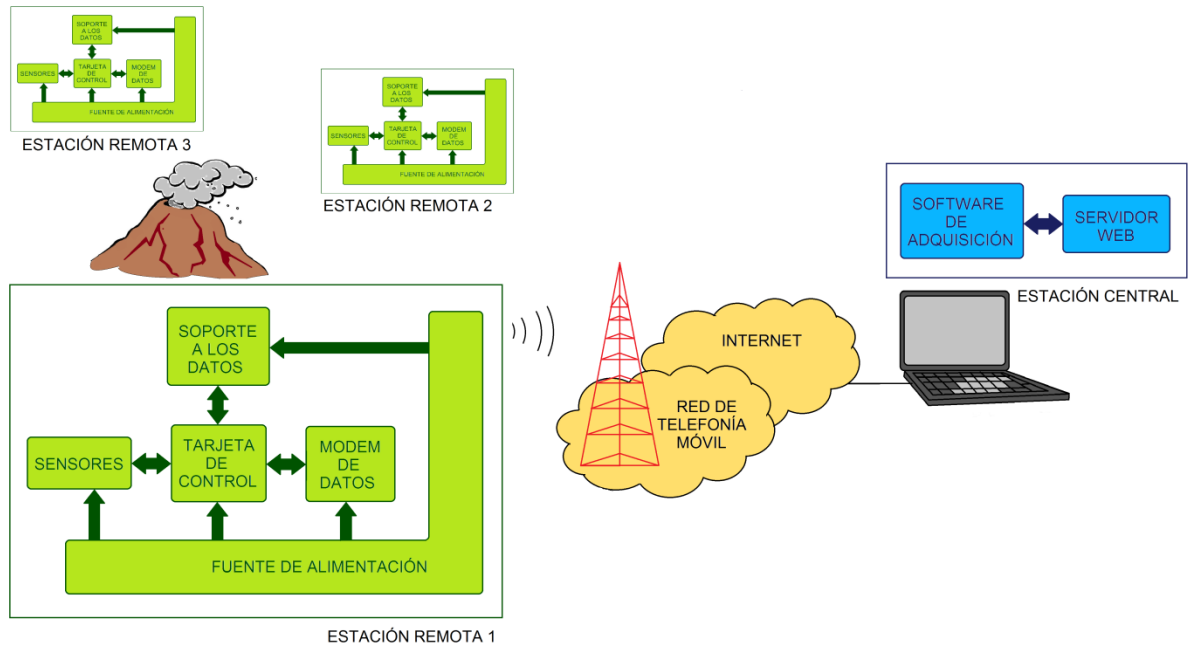 SOPORTE
A LOS
DATOS
SENSORES
TARJETA
DE
CONTROL
MODEM
DE
DATOS
FUENTE DE ALIMENTACIÓN
ESTACIÓN REMOTA 3
SOPORTE
A LOS
DATOS
SENSORES
TARJETA
DE
CONTROL
MODEM
DE
DATOS
FUENTE DE ALIMENTACIÓN
ESTACIÓN REMOTA 2
SOFTWARE
DE
ADQUISICIÓN
SERVIDOR
WEB
ESTACIÓN CENTRAL
SOPORTE
A LOS
DATOS
SENSORES
TARJETA
DE
CONTROL
MODEM
DE
DATOS
FUENTE DE ALIMENTACIÓN
ESTACIÓN REMOTA 1
INTERNET
RED DE
TELEFONÍA
MÓVIL